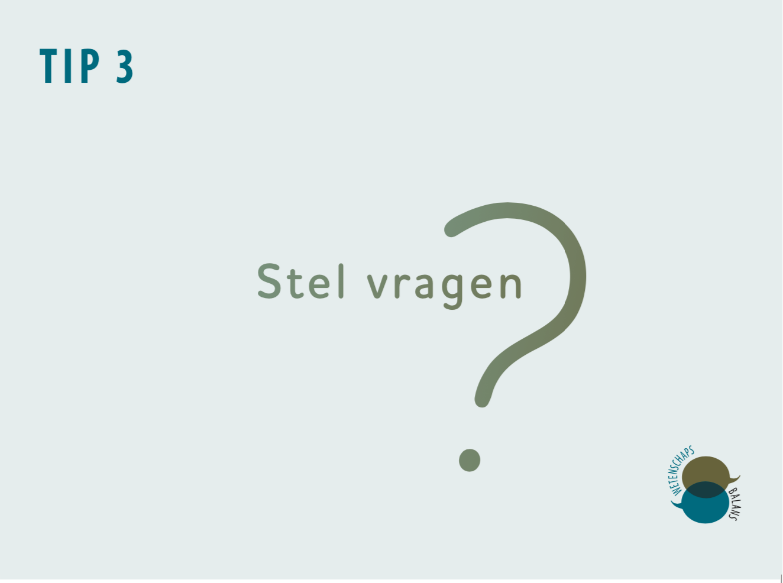 TIP 3
Stel vragen
?
WETENSCHAPS
BALANS